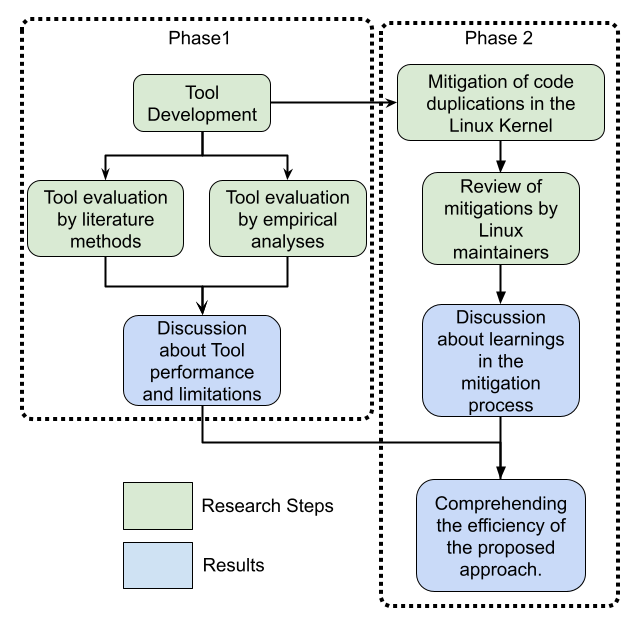 Phase1
Tool
Development
Tool evaluation
by literature
methods
Tool evaluation
by empirical
analyses
Discussion
about Tool
performance
and limitations
Phase 2
Mitigation of code
duplications in the
Linux Kernel
Review of
mitigations by
Linux
maintainers
Discussion
about learnings
in the
mitigation
process
Comprehending
the efficiency of
the proposed
approach.
Research Steps
Results